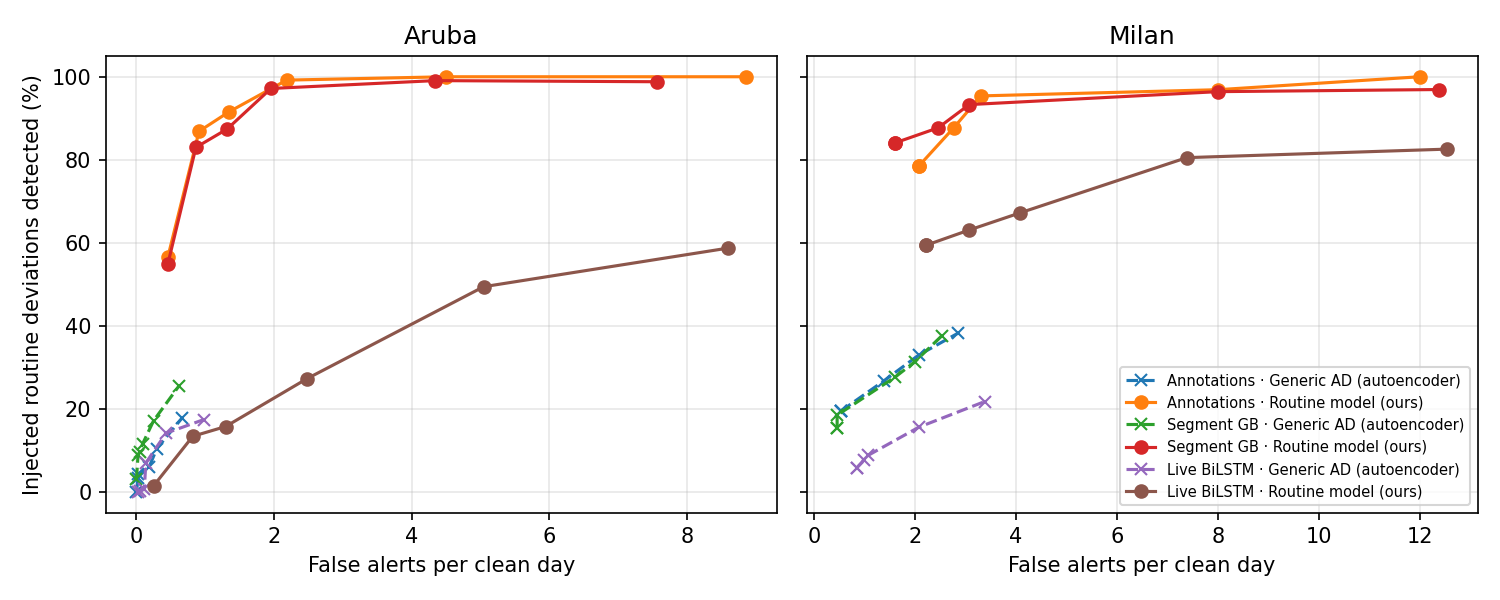 Aruba
Milan
Injected routine deviations detected (%)
100
80
60
40
20
0
0 2 4 6 8
0 2 4 6 8 10 12
False alerts per clean day
False alerts per clean day
Annotations · Generic AD (autoencoder)
Annotations · Routine model (ours)
Segment GB · Generic AD (autoencoder)
Segment GB · Routine model (ours)
Live BiLSTM · Generic AD (autoencoder)
Live BiLSTM · Routine model (ours)